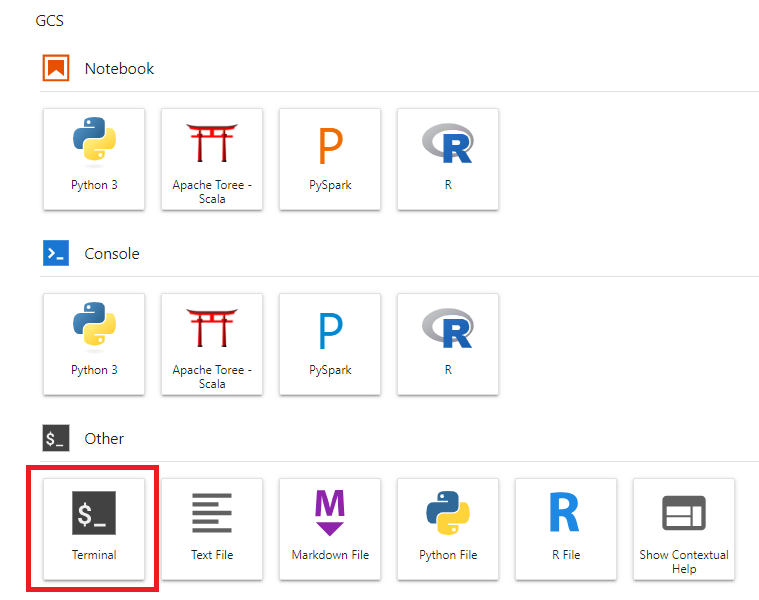 GCS
Notebook
Python 3
Apache Toree -
Scala
PySpark
R
Console
Python 3
Apache Toree -
Scala
PySpark
R
$_ Other
Terminal
Text File
Markdown File
Python File
R File
Show Contextual
Help